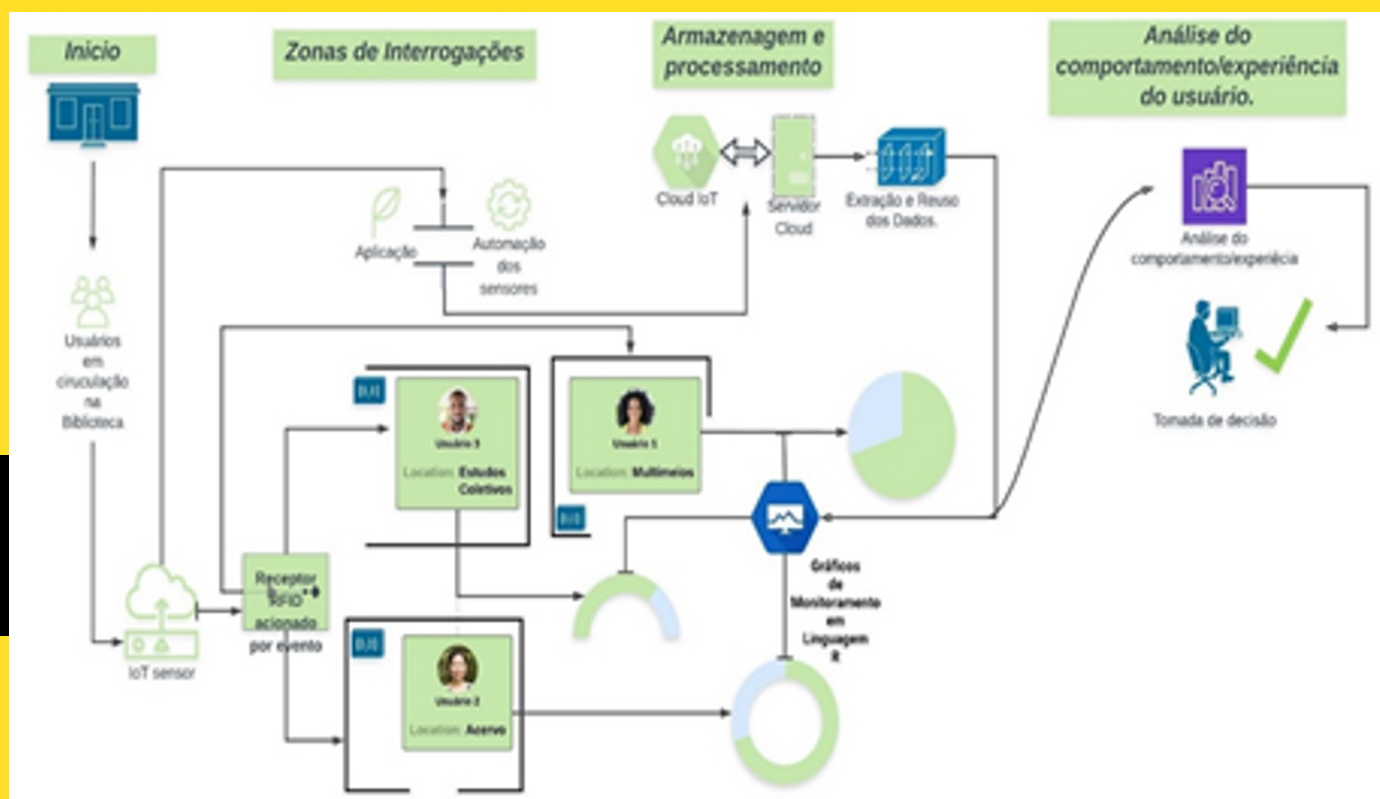 Inicio
Zonas de Interrogações
Armazenagem e
processamento
Análise do
comportamento/experiência
do usuário.
Usuários
em
ciruculação
na
Biblioteca
IoT sensor
Aplicação
Automação
dos
sensores
Cloud IoT
Servidor
Cloud
Extração e Reuso
dos Dados.
Análise do
comportamento/experiêcia
Tomada de decisão
Receptor
RFID
acionado
por evento
Usuário 3
Location: Estudos
Coletivos
Usuário 1
Location: Multimeios
Usuário 2
Location: Acervo
Gráficos
de
Monitoramento
em
Linguagem
R